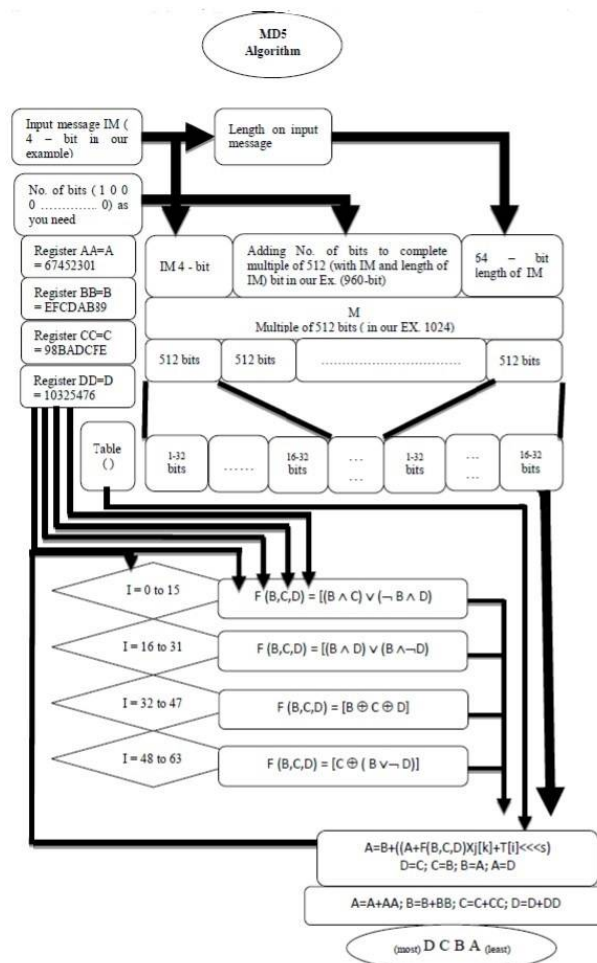 MD5
Algorithm
Input message IM (
4 – bit in our
example)
Length on input
message
No. of bits ( 1 0 0
0 .............. 0) as
you need
Register AA=A
= 67452301
Register BB=B
= EFCDAB89
Register CC=C
= 98BADCFE
Register DD=D
= 10325476
IM 4 - bit
Adding No. of bits to complete
multiple of 512 (with IM and length of
IM) bit in our Ex. (960-bit)
64 – bit
length of IM
M
Multiple of 512 bits ( in our EX. 1024)
512 bits
512 bits
........................................
512 bits
Table
( )
1-32
bits
......
16-32
bits
...
...
1-32
bits
...
...
16-32
bits
I = 0 to 15
F (B,C,D) = [(B ∧ C) ∨ (¬ B ∧ D)
I = 16 to 31
F (B,C,D) = [(B ∧ D) ∨ (B ∧¬D)
I = 32 to 47
F (B,C,D) = [B ⊕ C ⊕ D]
I = 48 to 63
F (B,C,D) = [C ⊕ ( B ∨¬ D)]
A=B+((A+F(B,C,D)Xj[k]+T[i]<<<s)
D=C; C=B; B=A; A=D
A=A+AA; B=B+BB; C=C+CC; D=D+DD
(most) D C B A (least)